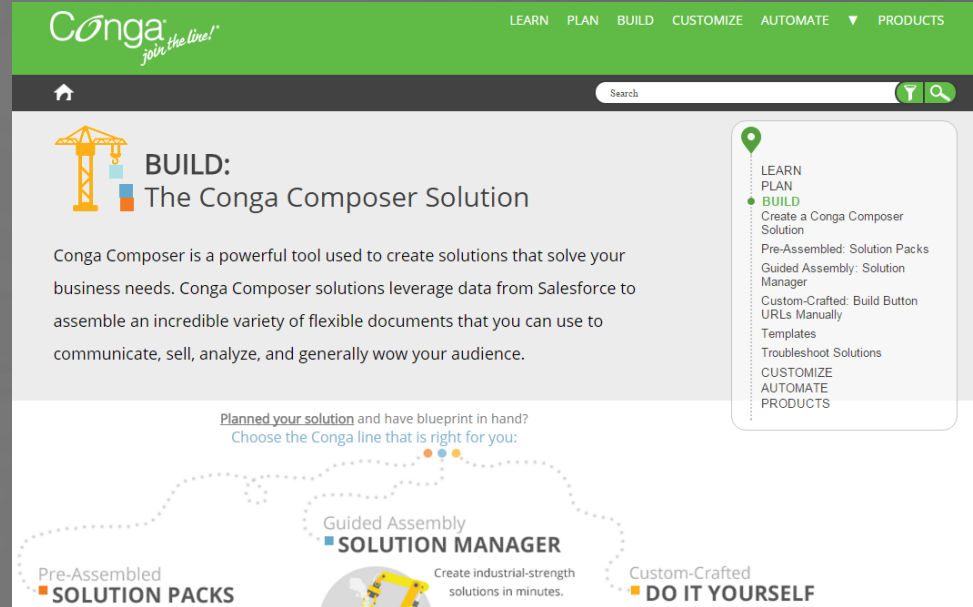 Conga
join the line!
LEARN PLAN BUILD CUSTOMIZE AUTOMATE ▼ PRODUCTS
Search
BUILD:
The Conga Composer Solution
Conga Composer is a powerful tool used to create solutions that solve your
business needs. Conga Composer solutions leverage data from Salesforce to
assemble an incredible variety of flexible documents that you can use to
communicate, sell, analyze, and generally wow your audience.
LEARN
PLAN
BUILD
Create a Conga Composer
Solution
Pre-Assembled: Solution Packs
Guided Assembly: Solution
Manager
Custom-Crafted: Build Button
URLs Manually
Templates
Troubleshoot Solutions
CUSTOMIZE
AUTOMATE
PRODUCTS
Planned your solution and have blueprint in hand?
Choose the Conga line that is right for you:
Guided Assembly
SOLUTION MANAGER
Create industrial-strength
solutions in minutes.
Pre-Assembled
SOLUTION PACKS
Custom-Crafted
DO IT YOURSELF